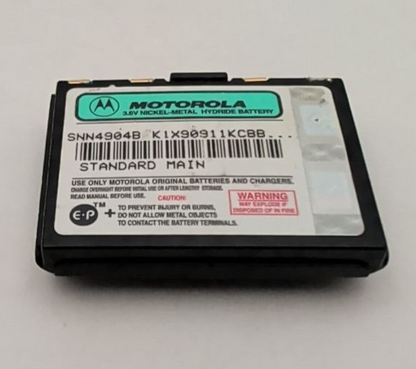 MOTOROLA
3.6V NICKEL-METAL HYDRIDE BATTERY
SNN4904B K1X90911KCBB...
STANDARD MAIN
USE ONLY MOTOROLA ORIGINAL BATTERIES AND CHARGERS.
CHARGE OVERNIGHT BEFORE INITIAL USE OR AFTER LENGTHY STORAGE.
READ MANUAL BEFORE USE.
CAUTION!
TO PREVENT INJURY OR BURNS,
DO NOT ALLOW METAL OBJECTS
TO CONTACT THE BATTERY TERMINALS.
WARNING
MAY EXPLODE IF
DISPOSED OF IN FIRE
E·P™ +